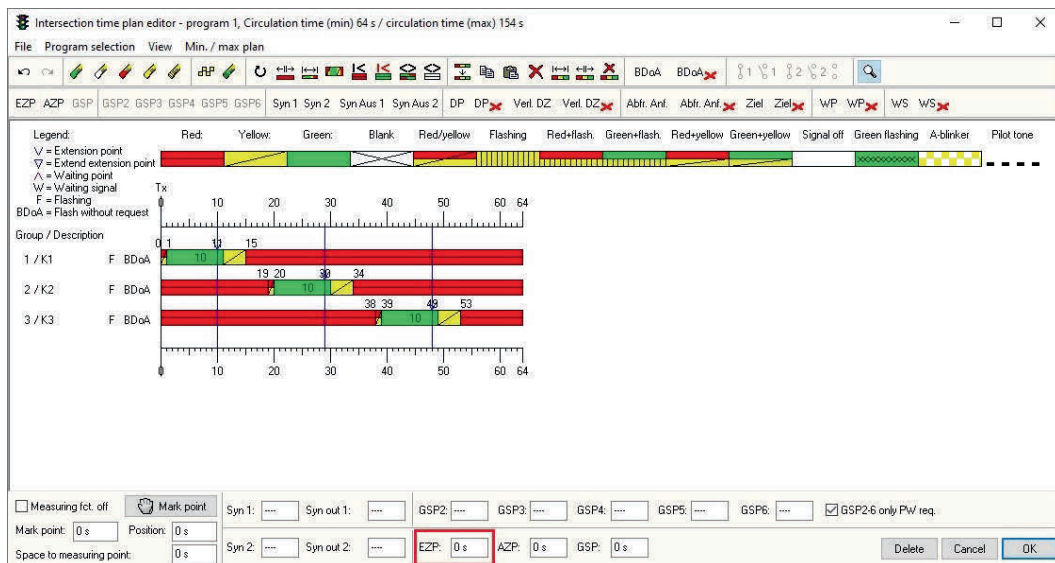 Intersection time plan editor - program 1, Circulation time (min) 64 s / circulation time (max) 154 s
File Program selection View Min. / max plan
BDoA BDoA 1 1 2 2
EZP AZP GSP GSP2 GSP3 GSP4 GSP5 GSP6 Syn 1 Syn 2 Syn Aus 1 Syn Aus 2 DP DP Verl. DZ Verl. DZ Abfr. Anf. Abfr. Anf. Ziel Ziel WP WP WS WS
Legend: Red: Yellow: Green: Blank Red/yellow Flashing Red+flash. Green+flash. Red+yellow Green+yellow Signal off Green flashing A-blinker Pilot tone
V = Extension point
∇ = Extend extension point
Λ = Waiting point
W = Waiting signal
F = Flashing
BDoA = Flash without request
Tx
0 10 20 30 40 50 60 64
Group / Description
0 1 11 15
1 / K1 F BDoA 10
19 20 30 34
2 / K2 F BDoA 10
38 39 49 53
3 / K3 F BDoA 10
0 10 20 30 40 50 60 64
Measuring fct. off Mark point Syn 1: ---- Syn out 1: ---- GSP2: ---- GSP3: ---- GSP4: ---- GSP5: ---- GSP6: ---- GSP2-6 only PW req.
Mark point: 0 s Position: 0 s
Space to measuring point: 0 s Syn 2: ---- Syn out 2: ---- EZP: 0 s AZP: 0 s GSP: 0 s Delete Cancel OK